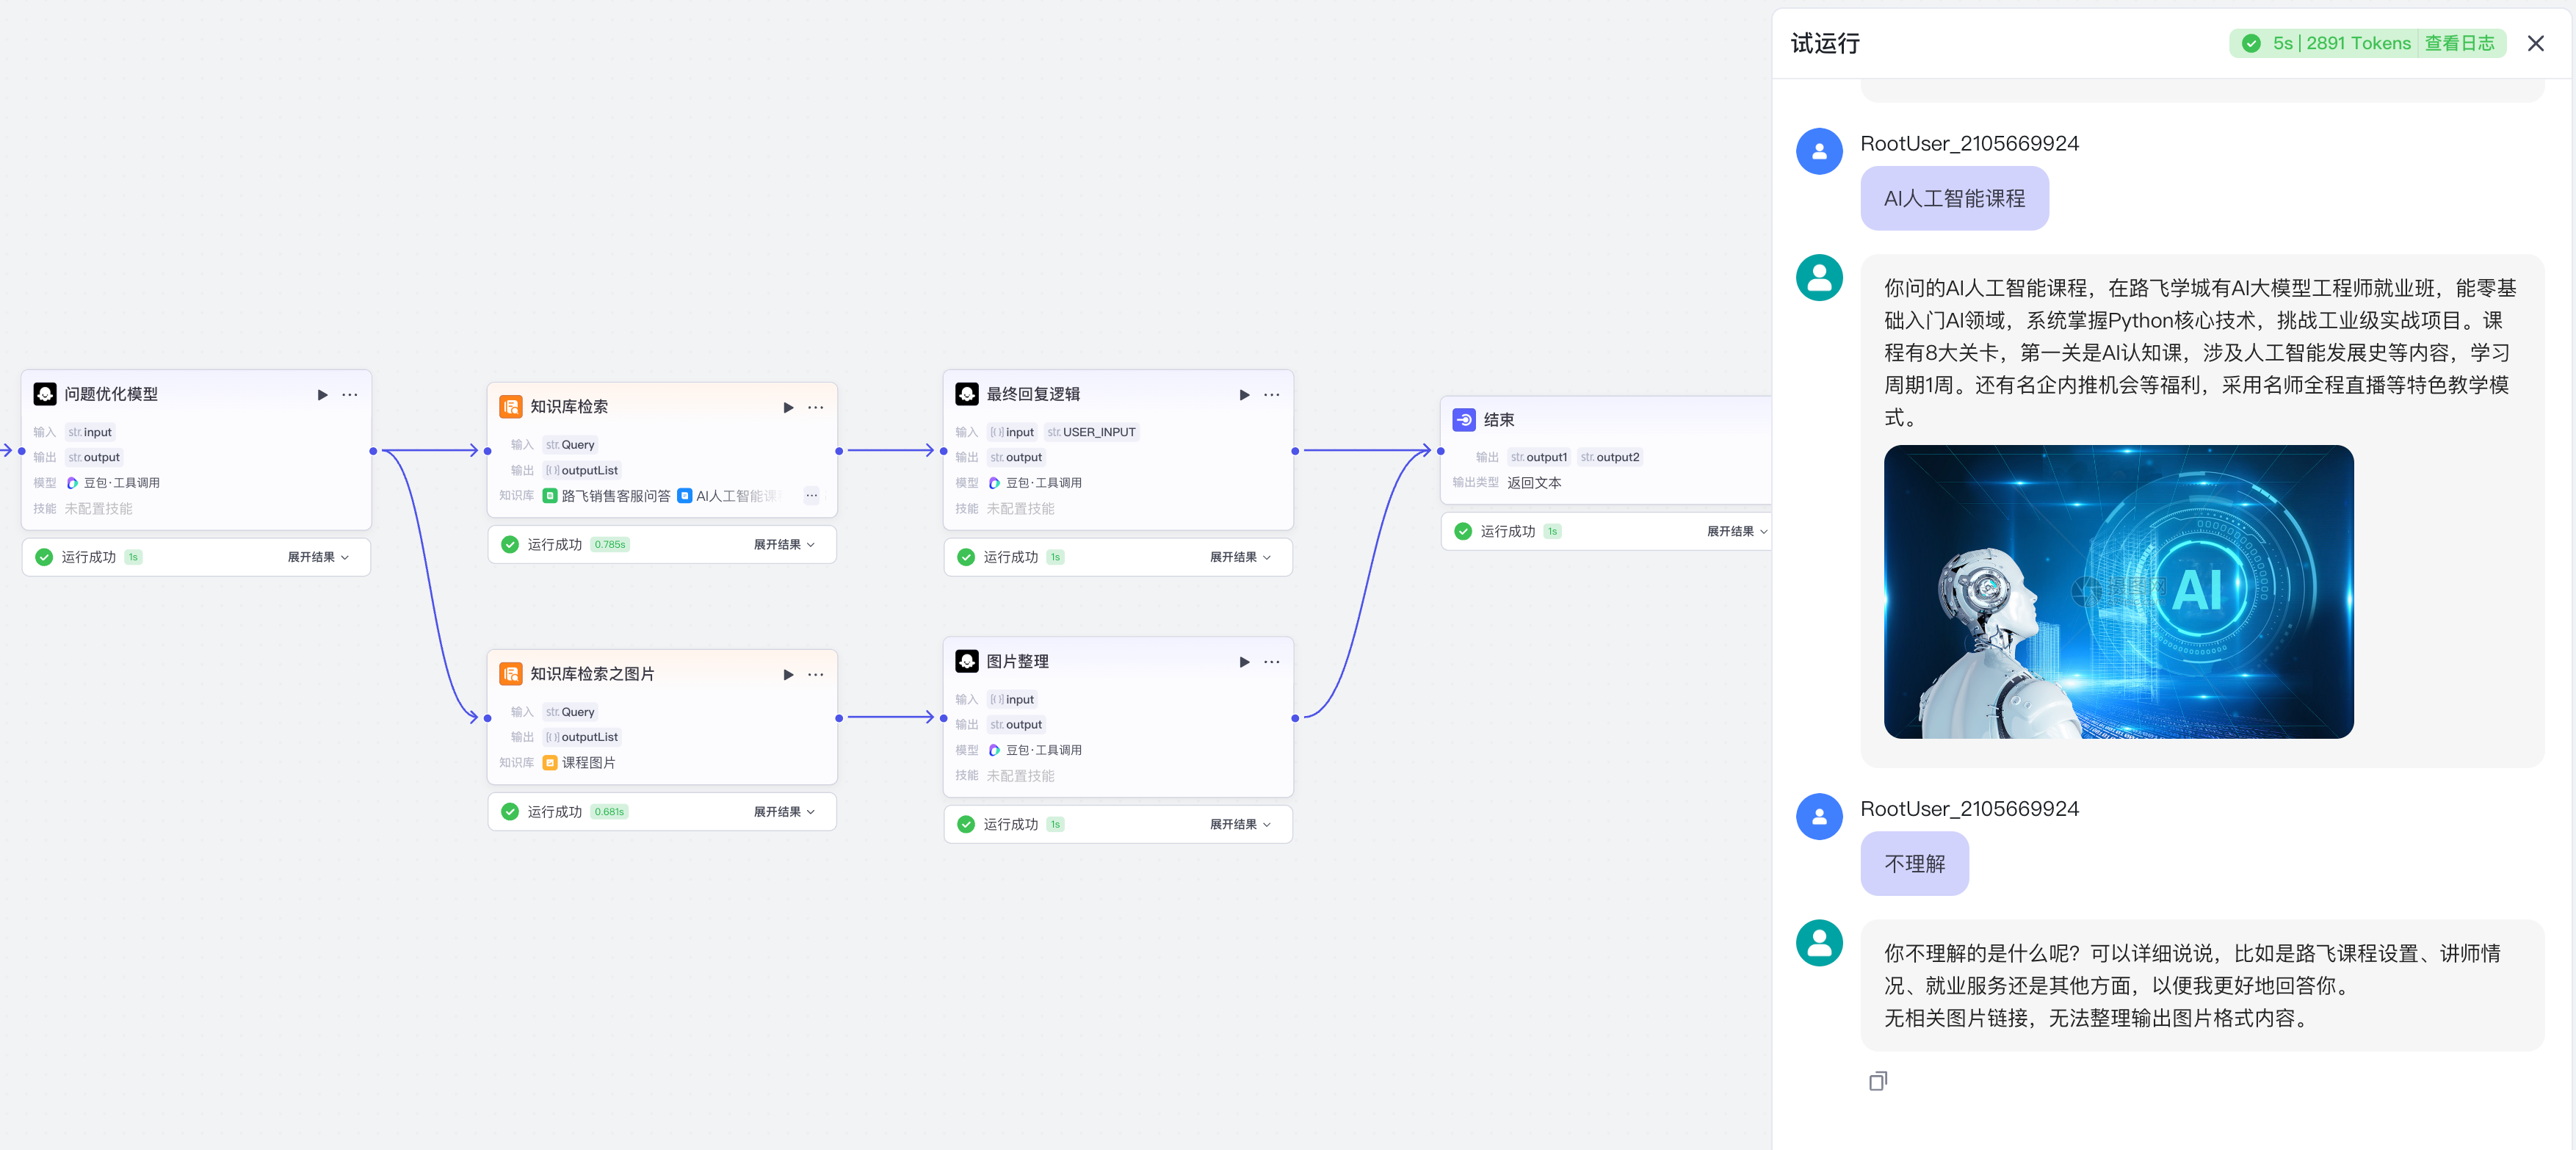 问题优化模型
输入 str. input
输出 str. output
模型 豆包·工具调用
技能 未配置技能
运行成功 1s 展开结果
知识库检索
输入 str. Query
输出 [()] outputList
知识库 路飞销售客服问答 AI人工智能课
运行成功 0.785s 展开结果
知识库检索之图片
输入 str. Query
输出 [()] outputList
知识库 课程图片
运行成功 0.681s 展开结果
最终回复逻辑
输入 [()] input str. USER_INPUT
输出 str. output
模型 豆包·工具调用
技能 未配置技能
运行成功 1s 展开结果
图片整理
输入 [()] input
输出 str. output
模型 豆包·工具调用
技能 未配置技能
运行成功 1s 展开结果
结束
输出 str. output1 str. output2
输出类型 返回文本
运行成功 1s 展开结果
试运行
5s | 2891 Tokens 查看日志
RootUser_2105669924
AI人工智能课程
你问的AI人工智能课程，在路飞学城有AI大模型工程师就业班，能零基
础入门AI领域，系统掌握Python核心技术，挑战工业级实战项目。课
程有8大关卡，第一关是AI认知课，涉及人工智能发展史等内容，学习
周期1周。还有名企内推机会等福利，采用名师全程直播等特色教学模
式。
AI
RootUser_2105669924
不理解
你不理解的是什么呢？可以详细说说，比如是路飞课程设置、讲师情
况、就业服务还是其他方面，以便我更好地回答你。
无相关图片链接，无法整理输出图片格式内容。